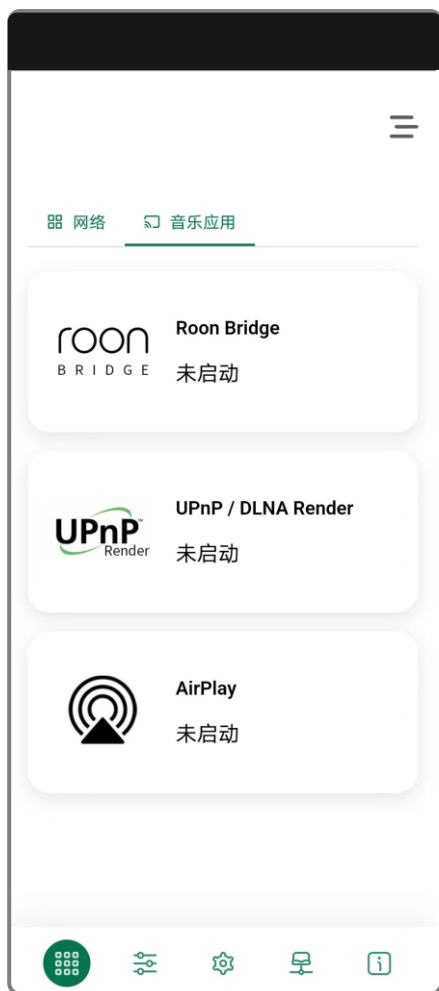 网络
音乐应用
roon
BRIDGE
Roon Bridge
未启动
UPnP™
Render
UPnP / DLNA Render
未启动
AirPlay
未启动